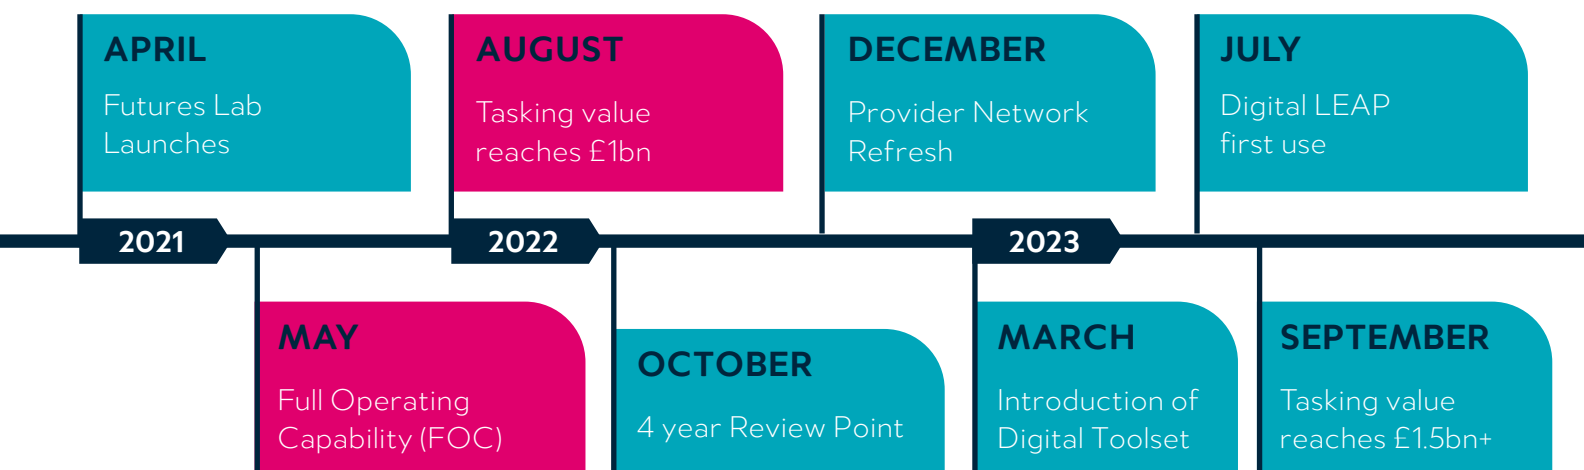 APRIL
Futures Lab
Launches
AUGUST
Tasking value
reaches £1bn
DECEMBER
Provider Network
Refresh
JULY
Digital LEAP
first use
2021
2022
2023
MAY
Full Operating
Capability (FOC)
OCTOBER
4 year Review Point
MARCH
Introduction of
Digital Toolset
SEPTEMBER
Tasking value
reaches £1.5bn+